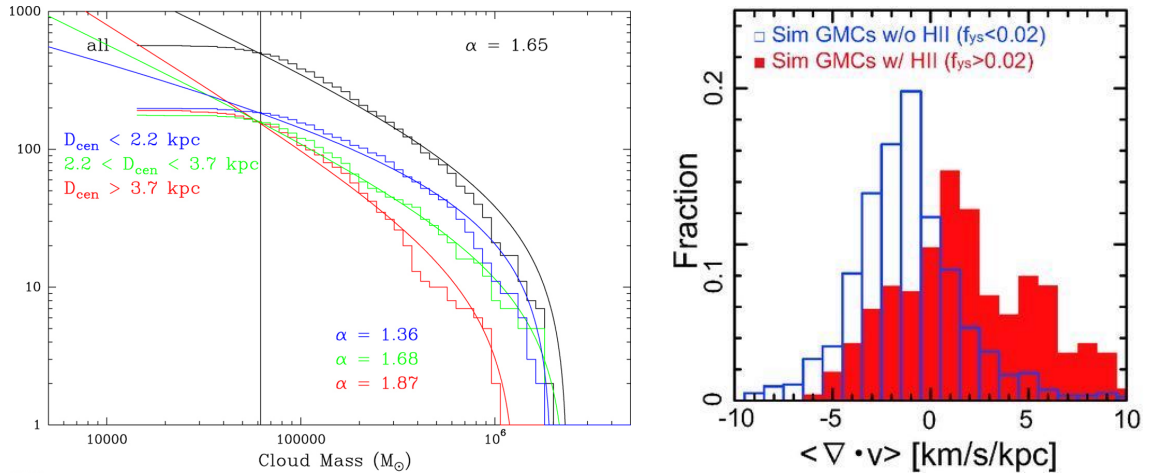 1000
all
α = 1.65
100
D_cen < 2.2 kpc
2.2 < D_cen < 3.7 kpc
D_cen > 3.7 kpc
10
α = 1.36
α = 1.68
α = 1.87
1
10000 100000 10⁶
Cloud Mass (M_⊙)
Sim GMCs w/o HII (f_ys<0.02)
Sim GMCs w/ HII (f_ys>0.02)
0.2
Fraction
0.1
0
-10 -5 0 5 10
<∇·v> [km/s/kpc]